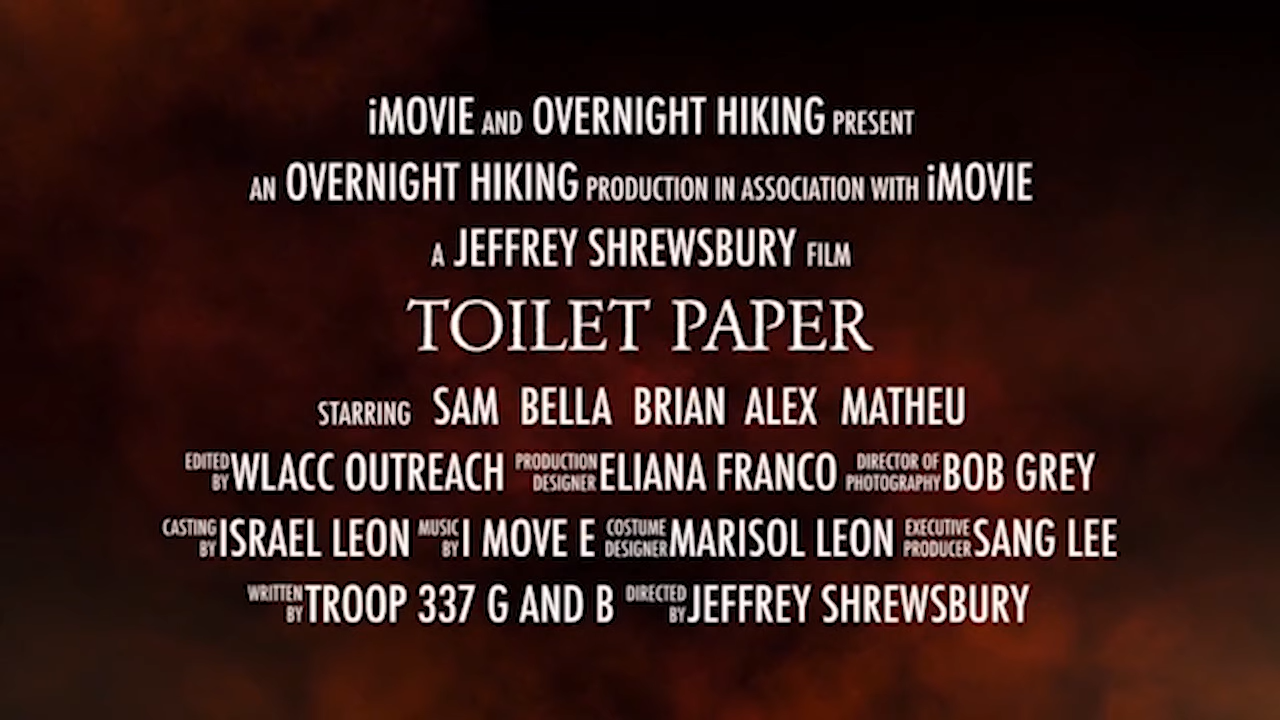 iMOVIE AND OVERNIGHT HIKING PRESENT
AN OVERNIGHT HIKING PRODUCTION IN ASSOCIATION WITH iMOVIE
A JEFFREY SHREWSBURY FILM
TOILET PAPER
STARRING SAM BELLA BRIAN ALEX MATHEU
EDITED BY WLACC OUTREACH PRODUCTION DESIGNER ELIANA FRANCO DIRECTOR OF PHOTOGRAPHY BOB GREY
CASTING BY ISRAEL LEON MUSIC BY I MOVE E COSTUME DESIGNER MARISOL LEON EXECUTIVE PRODUCER SANG LEE
WRITTEN BY TROOP 337 G AND B DIRECTED BY JEFFREY SHREWSBURY